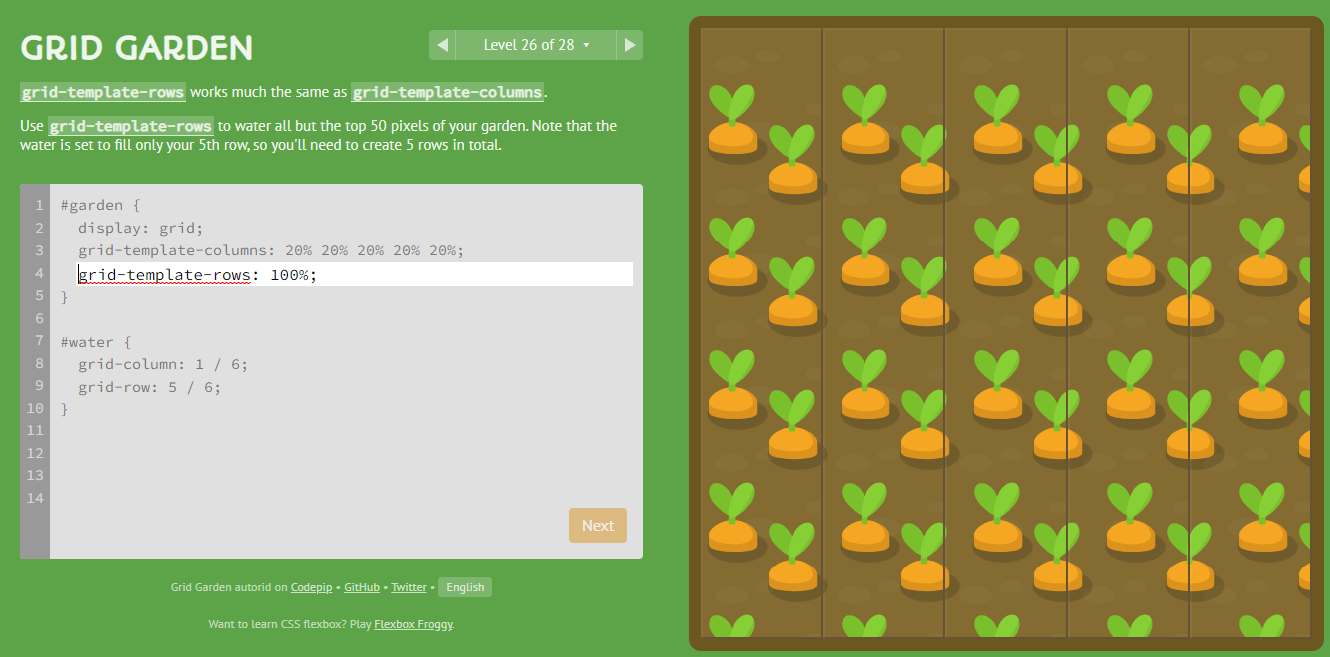 GRID GARDEN
◀ Level 26 of 28 ▾ ▶
grid-template-rows works much the same as grid-template-columns.
Use grid-template-rows to water all but the top 50 pixels of your garden. Note that the
water is set to fill only your 5th row, so you'll need to create 5 rows in total.
1 #garden {
2 display: grid;
3 grid-template-columns: 20% 20% 20% 20% 20%;
4 grid-template-rows: 100%;
5 }
6
7 #water {
8 grid-column: 1 / 6;
9 grid-row: 5 / 6;
10 }
11
12
13
14
Next
Grid Garden autorid on Codepip • GitHub • Twitter • English
Want to learn CSS flexbox? Play Flexbox Froggy.